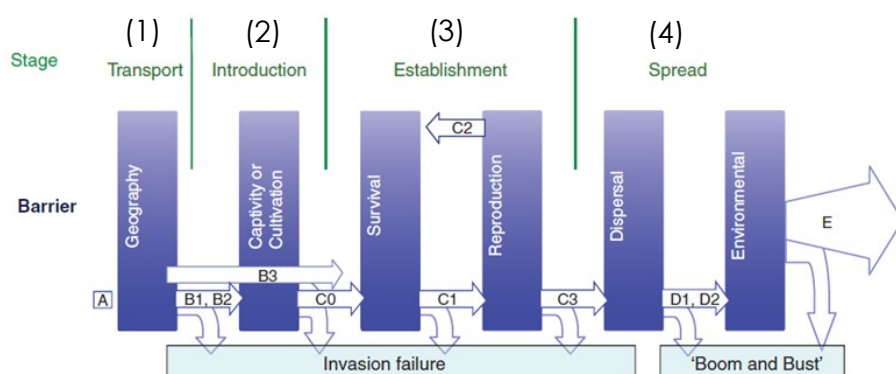 (1) (2) (3) (4)
Stage
Transport Introduction Establishment Spread
C2
Barrier
Geography
Captivity or
Cultivation
Survival
Reproduction
Dispersal
Environmental
E
B3
A B1, B2 C0 C1 C3 D1, D2
Invasion failure 'Boom and Bust'